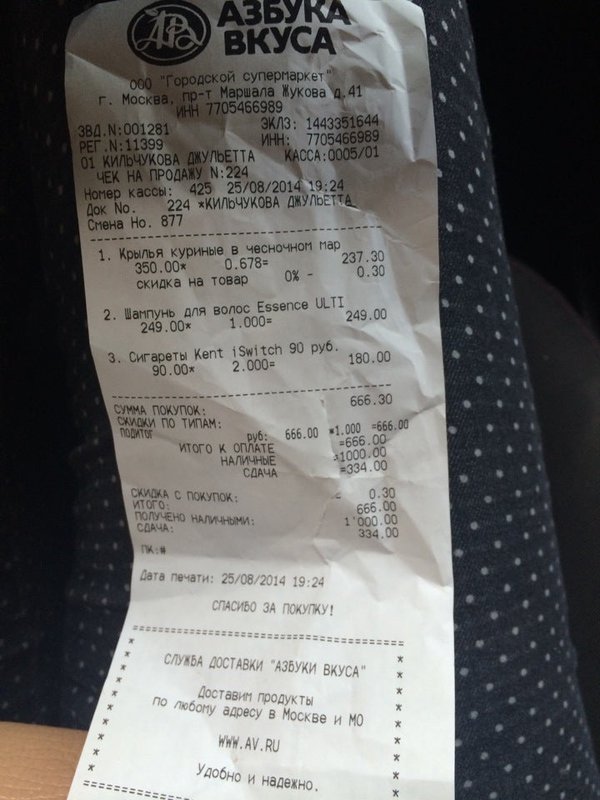 АЗБУКА
ВКУСА
ООО "Городской супермаркет"
г. Москва, пр-т Маршала Жукова д.41
ИНН 7705466989
ЗВД.N:001281 ЭКЛЗ: 1443351644
РЕГ.N:11399 ИНН: 7705466989
01 КИЛЬЧУКОВА ДЖУЛЬЕТТА КАССА:0005/01
ЧЕК НА ПРОДАЖУ N:224
Номер кассы: 425 25/08/2014 19:24
Док No. 224 *КИЛЬЧУКОВА ДЖУЛЬЕТТА
Смена No. 877
1. Крылья куриные в чесночном мар
350.00* 0.678= 237.30
скидка на товар 0% - 0.30
2. Шампунь для волос Essence ULTI
249.00* 1.000= 249.00
3. Сигареты Kent iSwitch 90 руб.
90.00* 2.000= 180.00
СУММА ПОКУПОК: 666.30
СКИДКИ ПО ТИПАМ:
ПОДИТОГ руб: 666.00 *1.000 =666.00
ИТОГО К ОПЛАТЕ =666.00
НАЛИЧНЫЕ =1000.00
СДАЧА =334.00
СКИДКА С ПОКУПОК: 0.30
ИТОГО: 666.00
ПОЛУЧЕНО НАЛИЧНЫМИ: 1'000.00
СДАЧА: 334.00
ПК:#
Дата печати: 25/08/2014 19:24
СПАСИБО ЗА ПОКУПКУ!
СЛУЖБА ДОСТАВКИ "АЗБУКИ ВКУСА"
Доставим продукты
по любому адресу в Москве и МО
WWW.AV.RU
Удобно и надежно.